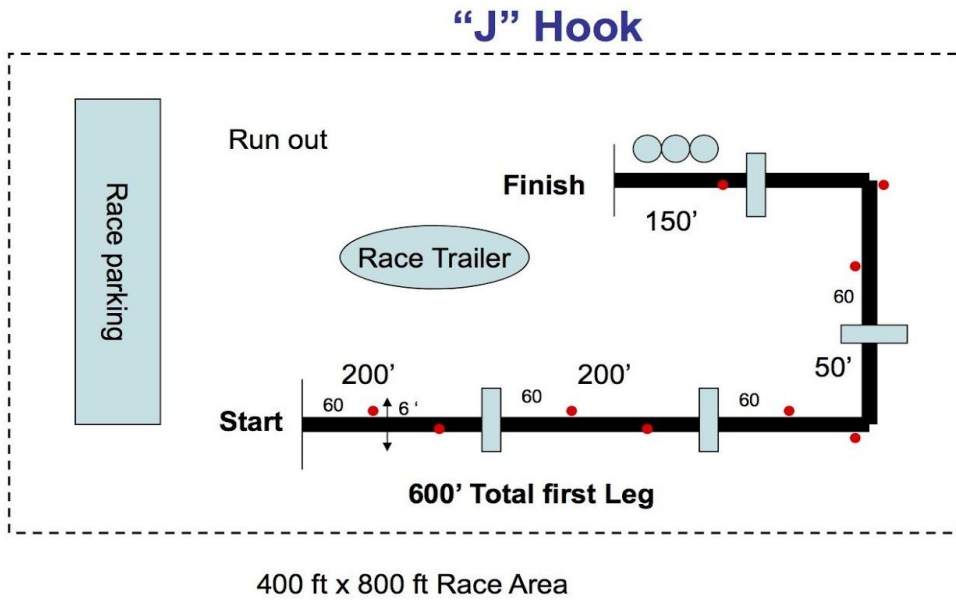 “J” Hook
Run out
Race parking
Finish
150’
Race Trailer
60
50’
200’
200’
60
6 ‘
60
60
Start
600’ Total first Leg
400 ft x 800 ft Race Area